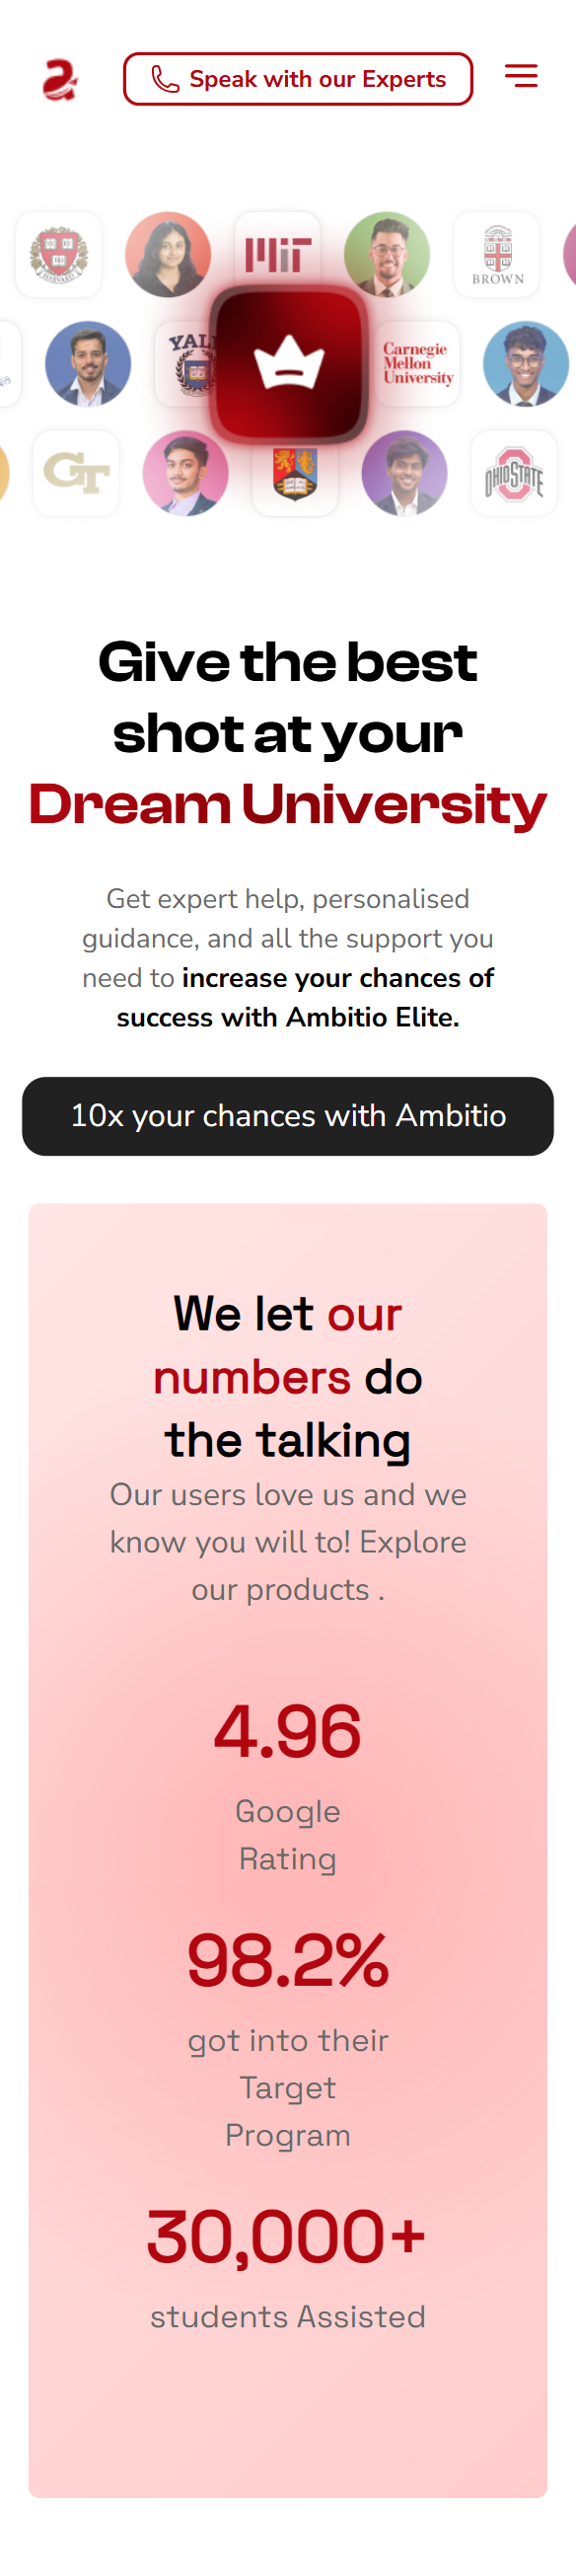 Speak with our Experts
HARVARD
MIT
BROWN
YAL
Carnegie
Mellon
University
GT
OHIO STATE
Give the best
shot at your
Dream University
Get expert help, personalised
guidance, and all the support you
need to increase your chances of
success with Ambitio Elite.
10x your chances with Ambitio
We let our
numbers do
the talking
Our users love us and we
know you will to! Explore
our products .
4.96
Google
Rating
98.2%
got into their
Target
Program
30,000+
students Assisted